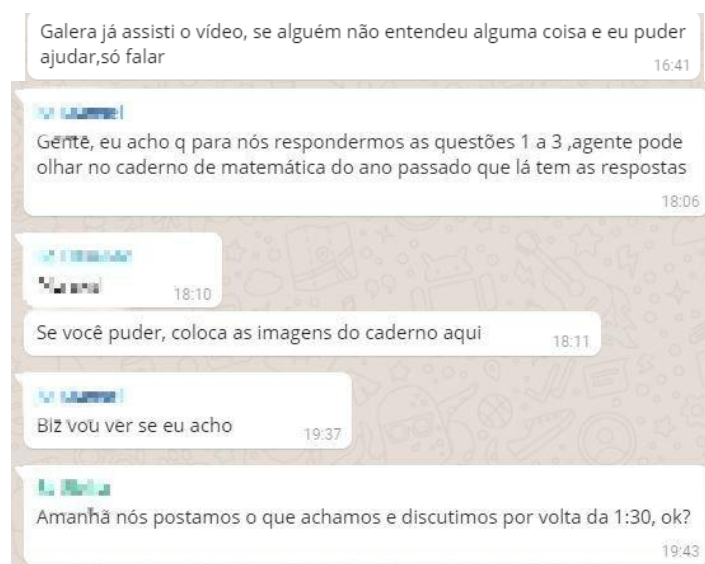 Galera já assisti o vídeo, se alguém não entendeu alguma coisa e eu puder
ajudar,só falar
16:41
Gente, eu acho q para nós respondermos as questões 1 a 3 ,agente pode
olhar no caderno de matemática do ano passado que lá tem as respostas
18:06
18:10
Se você puder, coloca as imagens do caderno aqui
18:11
Biz vou ver se eu acho
19:37
Amanhã nós postamos o que achamos e discutimos por volta da 1:30, ok?
19:43